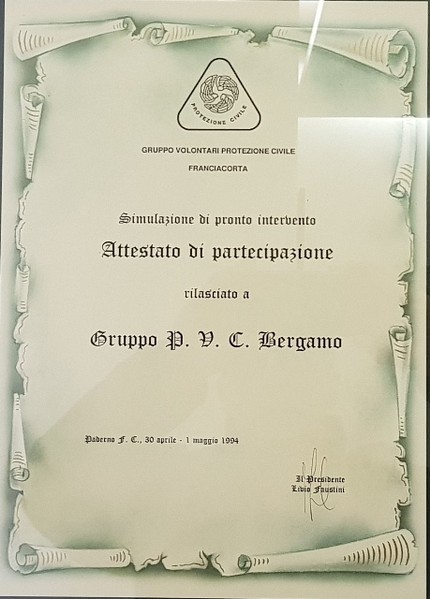 PROTEZIONE CIVILE
GRUPPO VOLONTARI PROTEZIONE CIVILE
FRANCIACORTA
Simulazione di pronto intervento
Attestato di partecipazione
rilasciato a
Gruppo P. V. C. Bergamo
Paderno F. C., 30 aprile - 1 maggio 1994
Il Presidente
Livio Faustini